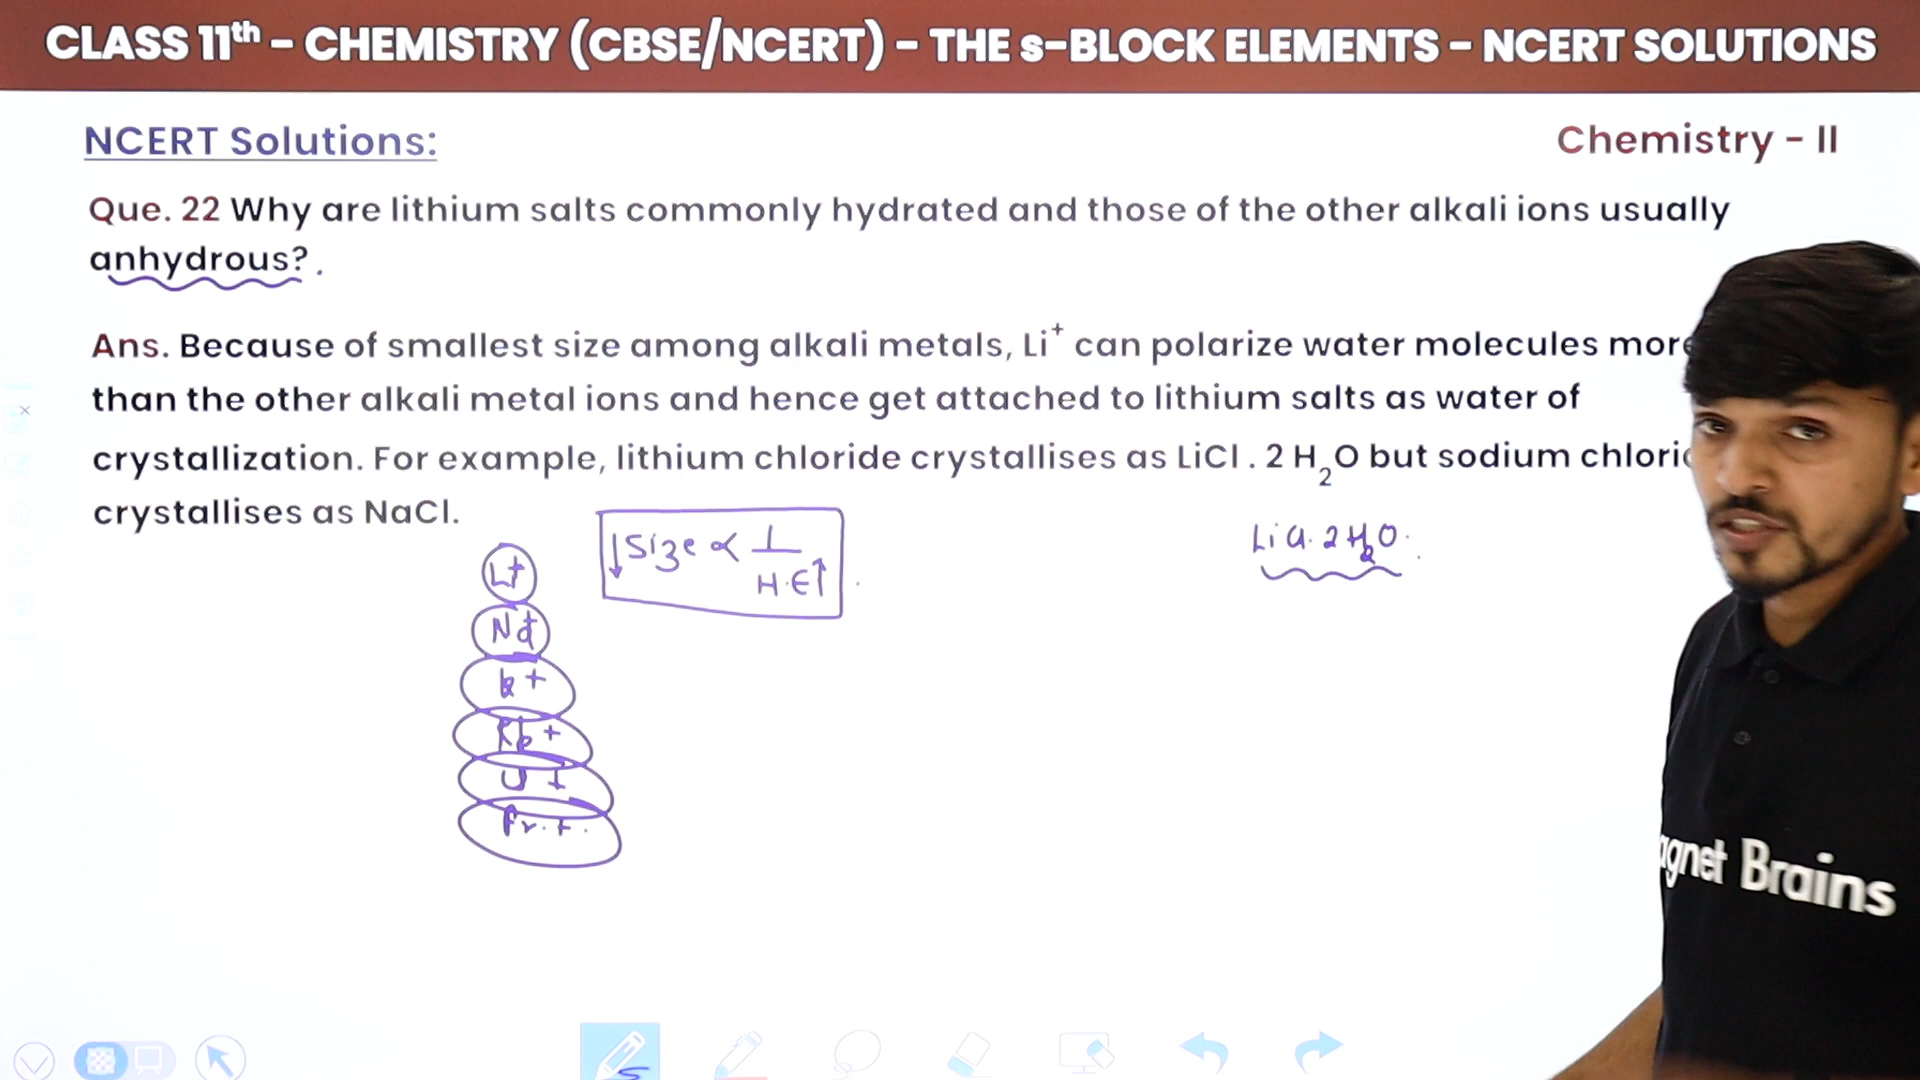 CLASS 11th - CHEMISTRY (CBSE/NCERT) - THE s-BLOCK ELEMENTS - NCERT SOLUTIONS
NCERT Solutions:
Chemistry - II
Que. 22 Why are lithium salts commonly hydrated and those of the other alkali ions usually
anhydrous?
Ans. Because of smallest size among alkali metals, Li⁺ can polarize water molecules more
than the other alkali metal ions and hence get attached to lithium salts as water of
crystallization. For example, lithium chloride crystallises as LiCl . 2 H₂O but sodium chlori
crystallises as NaCl.
↓Size ∝ 1/H.E↑
LiCl. 2H₂O.
Na+
K+
Rb+
Fr+
gnet Brains